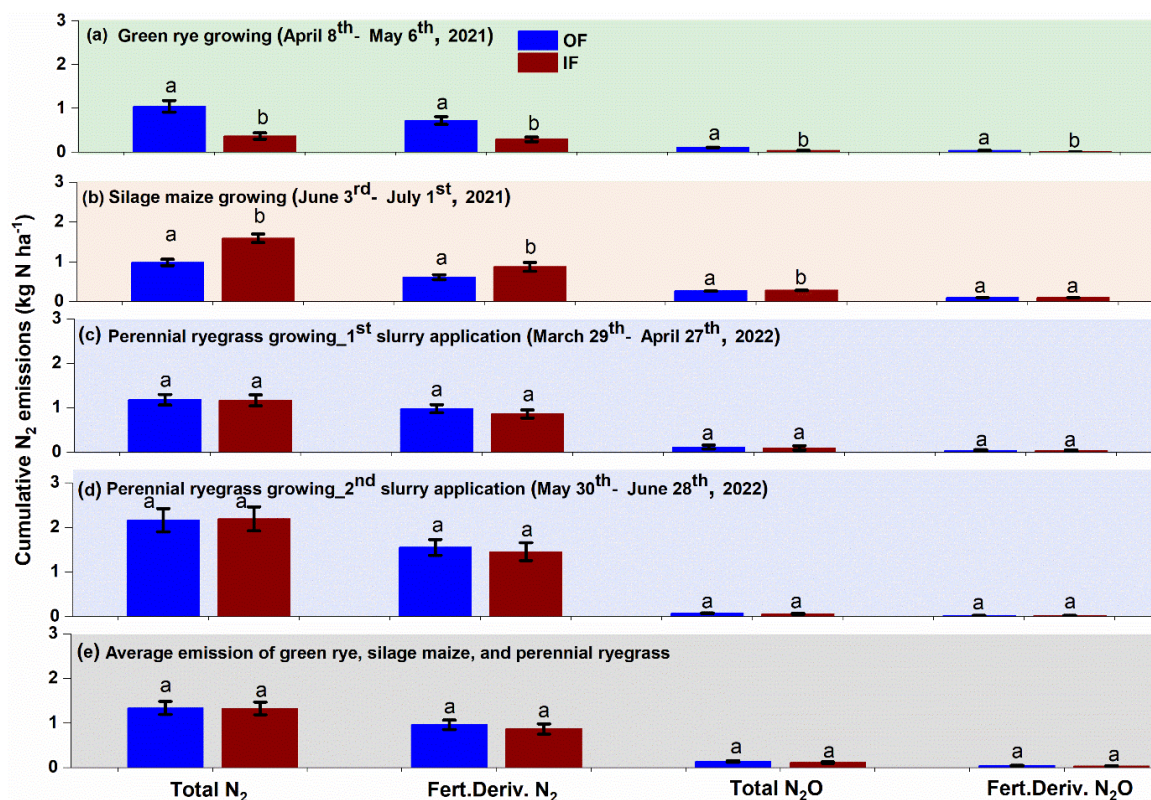 (a) Green rye growing (April 8th- May 6th, 2021)
OF
IF
3
2
1
0
a
b
a
b
a
b
a
b
(b) Silage maize growing (June 3rd- July 1st, 2021)
3
2
1
0
a
b
a
b
a
b
a
a
(c) Perennial ryegrass growing_1st slurry application (March 29th- April 27th, 2022)
3
2
1
0
a
a
a
a
a
a
a
a
(d) Perennial ryegrass growing_2nd slurry application (May 30th- June 28th, 2022)
3
2
1
0
a
a
a
a
a
a
a
a
(e) Average emission of green rye, silage maize, and perennial ryegrass
3
2
1
0
a
a
a
a
a
a
a
a
Total N2
Fert.Deriv. N2
Total N2O
Fert.Deriv. N2O
Cumulative N2 emissions (kg N ha-1)